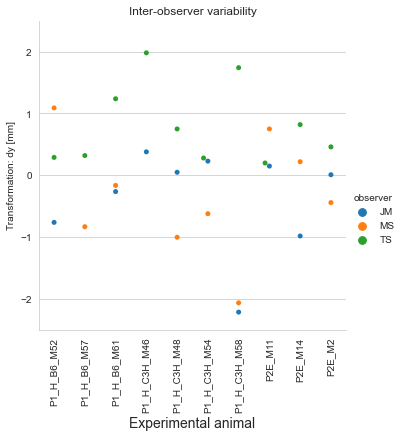 Inter-observer variability
Transformation: dy [mm]
2
1
0
−1
−2
observer
JM
MS
TS
P1_H_B6_M52
P1_H_B6_M57
P1_H_B6_M61
P1_H_C3H_M46
P1_H_C3H_M48
P1_H_C3H_M54
P1_H_C3H_M58
P2E_M11
P2E_M14
P2E_M2
Experimental animal